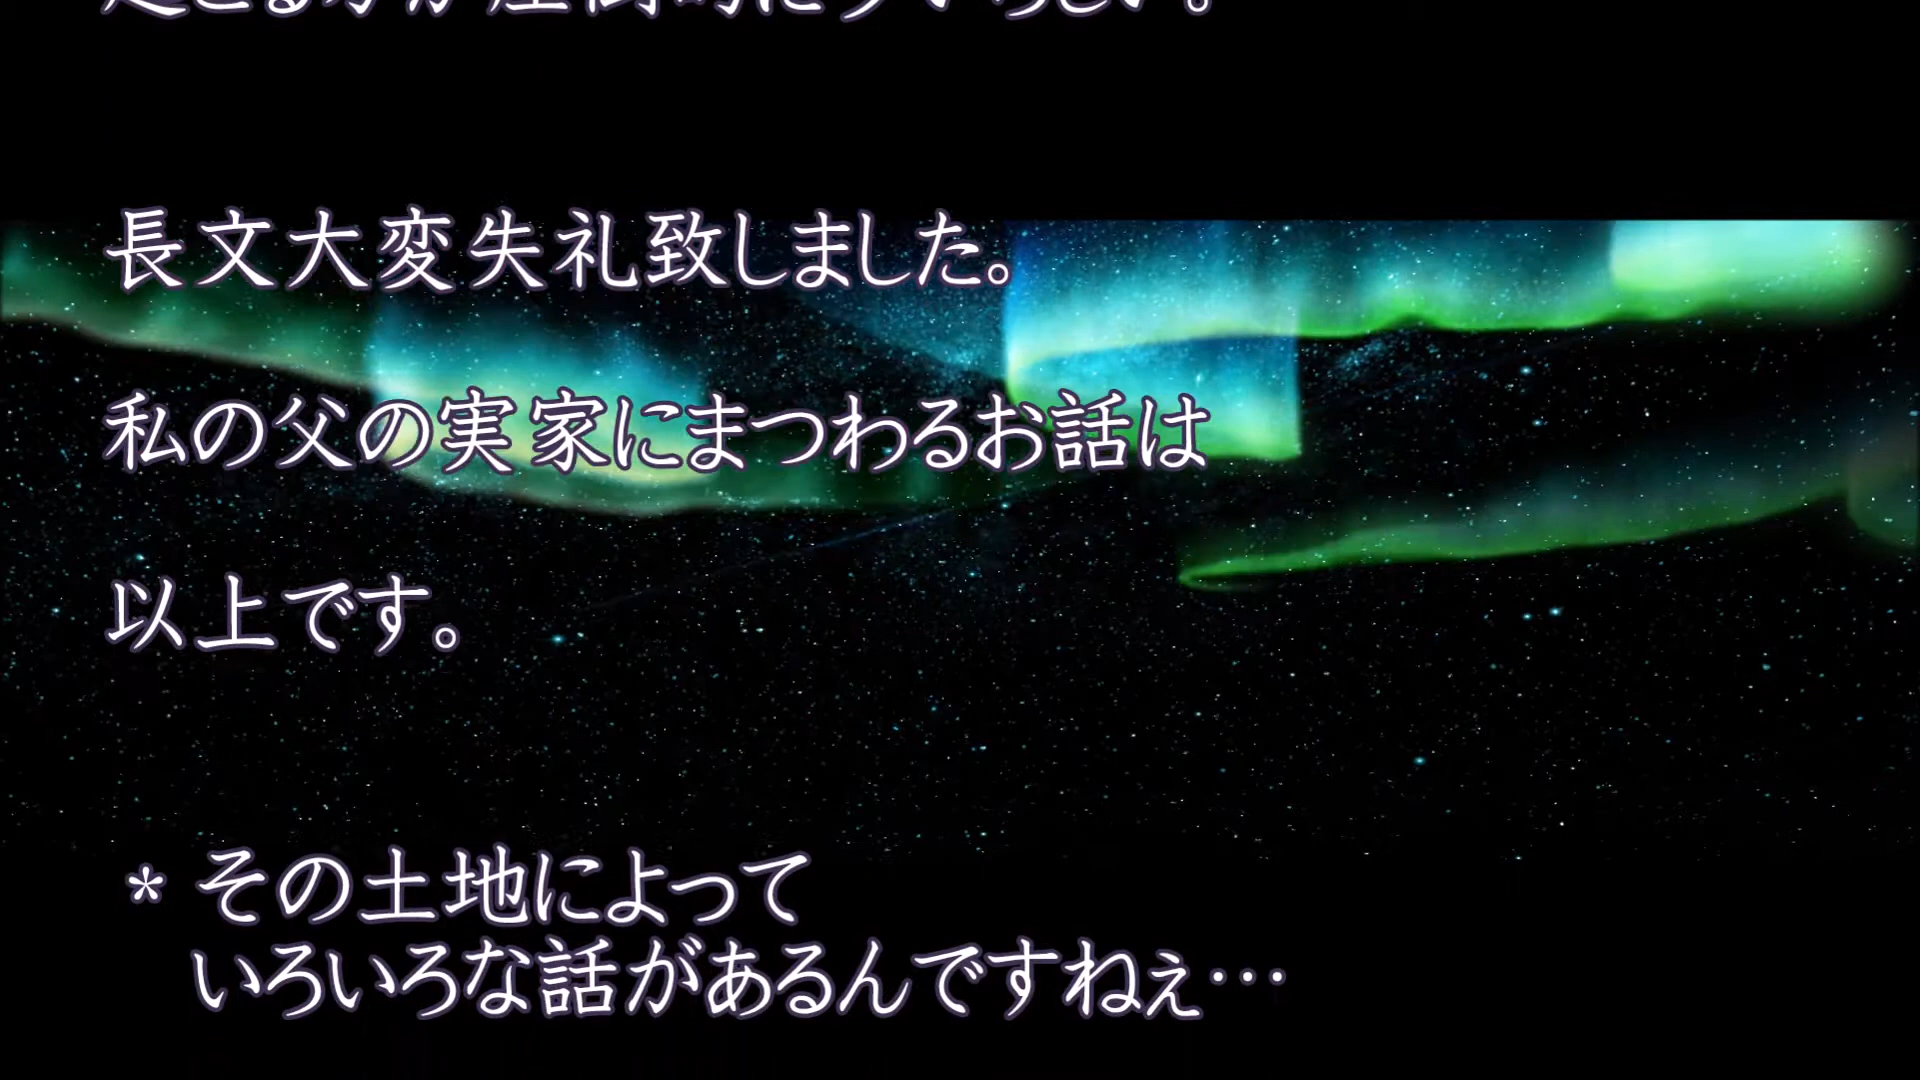 長文大変失礼致しました。
私の父の実家にまつわるお話は
以上です。
* その土地によって
いろいろな話があるんですねぇ…